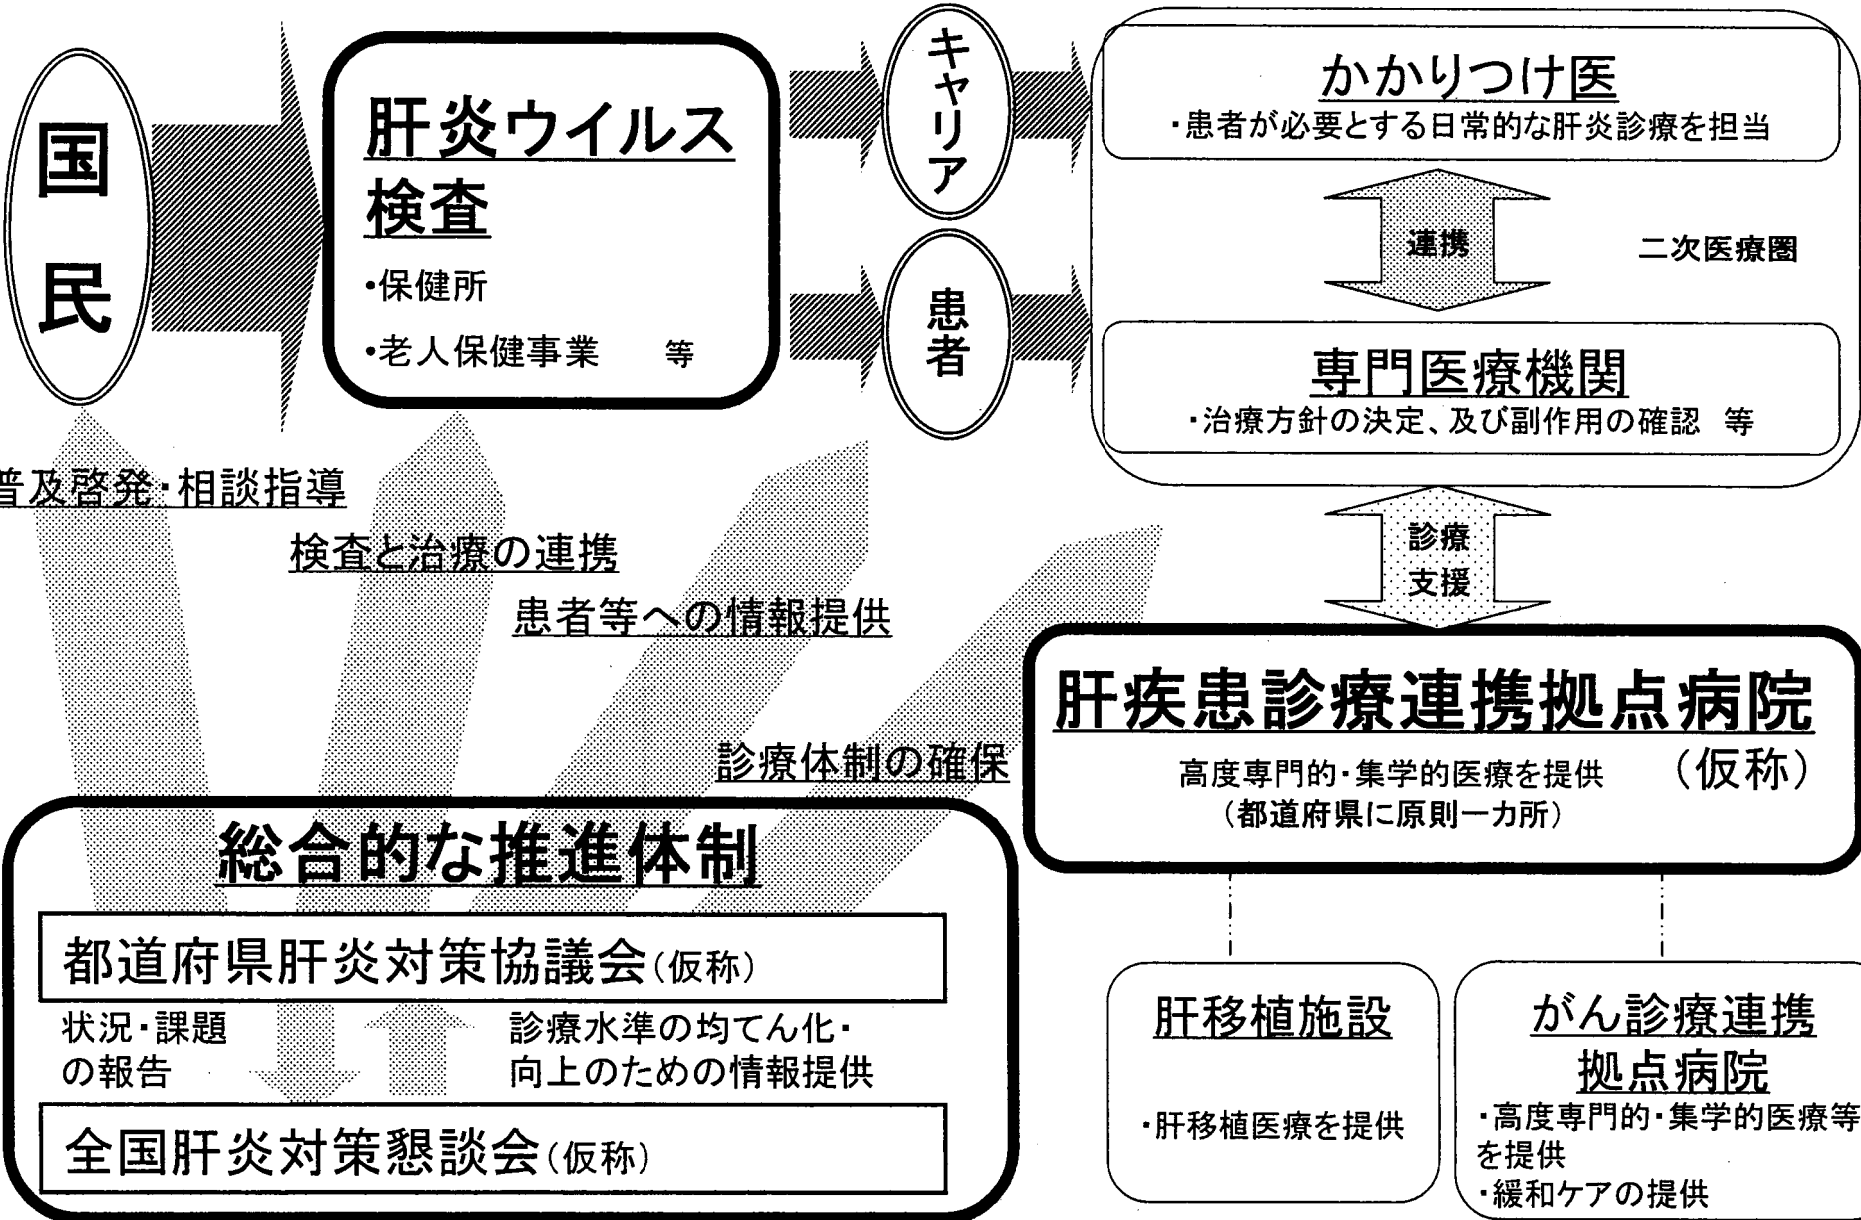 国民
肝炎ウイルス
検査
・保健所
・老人保健事業　等
キャリア
患者
かかりつけ医
・患者が必要とする日常的な肝炎診療を担当
連携
二次医療圏
専門医療機関
・治療方針の決定、及び副作用の確認　等
診療
支援
普及啓発・相談指導
検査と治療の連携
患者等への情報提供
診療体制の確保
肝疾患診療連携拠点病院
（仮称）
高度専門的・集学的医療を提供
（都道府県に原則一カ所）
総合的な推進体制
都道府県肝炎対策協議会（仮称）
状況・課題
の報告
診療水準の均てん化・
向上のための情報提供
全国肝炎対策懇談会（仮称）
肝移植施設
・肝移植医療を提供
がん診療連携
拠点病院
・高度専門的・集学的医療等
を提供
・緩和ケアの提供